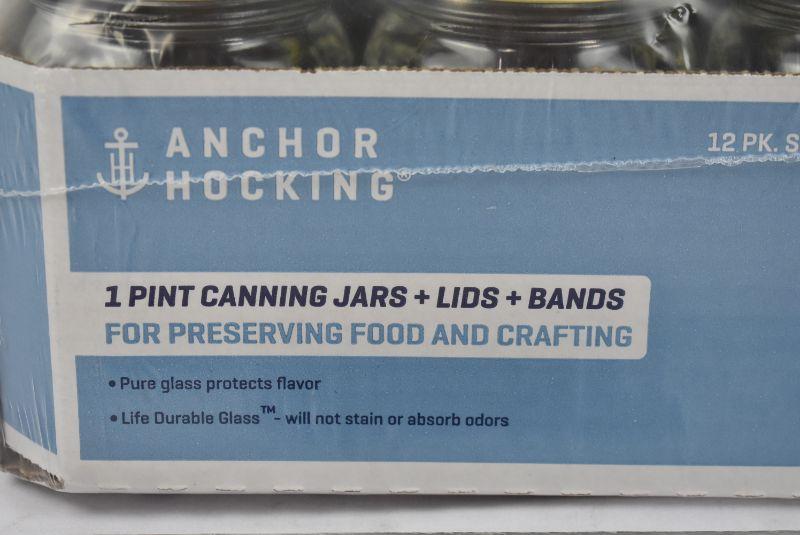 ANCHOR
HOCKING®
12 PK.
1 PINT CANNING JARS + LIDS + BANDS
FOR PRESERVING FOOD AND CRAFTING
• Pure glass protects flavor
• Life Durable Glass™- will not stain or absorb odors